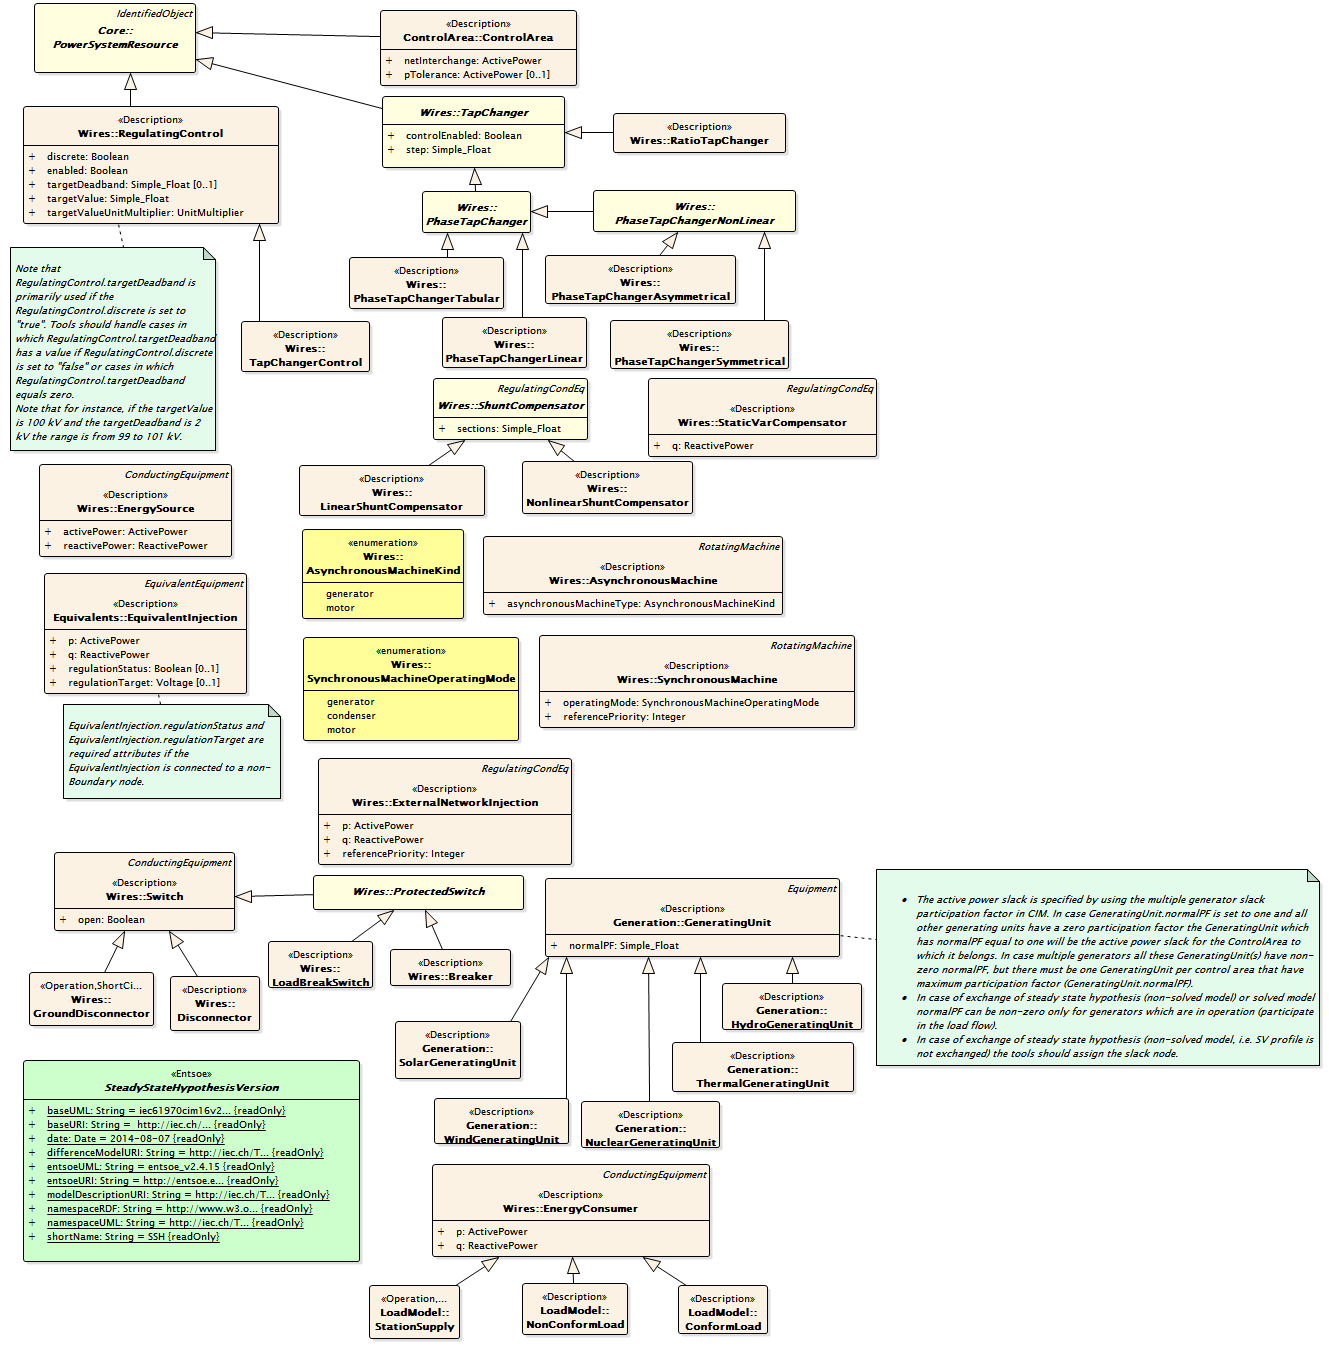 IdentifiedObject
Core::
PowerSystemResource
«Description»
ControlArea::ControlArea
+ netInterchange: ActivePower
+ pTolerance: ActivePower [0..1]
Wires::TapChanger
+ controlEnabled: Boolean
+ step: Simple_Float
«Description»
Wires::RatioTapChanger
«Description»
Wires::RegulatingControl
+ discrete: Boolean
+ enabled: Boolean
+ targetDeadband: Simple_Float [0..1]
+ targetValue: Simple_Float
+ targetValueUnitMultiplier: UnitMultiplier
Wires::
PhaseTapChanger
Wires::
PhaseTapChangerNonLinear
Note that
RegulatingControl.targetDeadband is
primarily used if the
RegulatingControl.discrete is set to
"true". Tools should handle cases in
which RegulatingControl.targetDeadband
has a value if RegulatingControl.discrete
is set to "false" or cases in which
RegulatingControl.targetDeadband
equals zero.
Note that for instance, if the targetValue
is 100 kV and the targetDeadband is 2
kV the range is from 99 to 101 kV.
«Description»
Wires::
PhaseTapChangerTabular
«Description»
Wires::
PhaseTapChangerAsymmetrical
«Description»
Wires::
TapChangerControl
«Description»
Wires::
PhaseTapChangerLinear
«Description»
Wires::
PhaseTapChangerSymmetrical
RegulatingCondEq
Wires::ShuntCompensator
+ sections: Simple_Float
RegulatingCondEq
«Description»
Wires::StaticVarCompensator
+ q: ReactivePower
«Description»
Wires::
LinearShuntCompensator
«Description»
Wires::
NonlinearShuntCompensator
ConductingEquipment
«Description»
Wires::EnergySource
+ activePower: ActivePower
+ reactivePower: ReactivePower
«enumeration»
Wires::
AsynchronousMachineKind
generator
motor
RotatingMachine
«Description»
Wires::AsynchronousMachine
+ asynchronousMachineType: AsynchronousMachineKind
EquivalentEquipment
«Description»
Equivalents::EquivalentInjection
+ p: ActivePower
+ q: ReactivePower
+ regulationStatus: Boolean [0..1]
+ regulationTarget: Voltage [0..1]
«enumeration»
Wires::
SynchronousMachineOperatingMode
generator
condenser
motor
RotatingMachine
«Description»
Wires::SynchronousMachine
+ operatingMode: SynchronousMachineOperatingMode
+ referencePriority: Integer
EquivalentInjection.regulationStatus and
EquivalentInjection.regulationTarget are
required attributes if the
EquivalentInjection is connected to a non-
Boundary node.
RegulatingCondEq
«Description»
Wires::ExternalNetworkInjection
+ p: ActivePower
+ q: ReactivePower
+ referencePriority: Integer
ConductingEquipment
«Description»
Wires::Switch
+ open: Boolean
Wires::ProtectedSwitch
Equipment
«Description»
Generation::GeneratingUnit
+ normalPF: Simple_Float
• The active power slack is specified by using the multiple generator slack
participation factor in CIM. In case GeneratingUnit.normalPF is set to one and all
other generating units have a zero participation factor the GeneratingUnit which
has normalPF equal to one will be the active power slack for the ControlArea to
which it belongs. In case multiple generators all these GeneratingUnit(s) have non-
zero normalPF, but there must be one GeneratingUnit per control area that have
maximum participation factor (GeneratingUnit.normalPF).
• In case of exchange of steady state hypothesis (non-solved model) or solved model
normalPF can be non-zero only for generators which are in operation (participate
in the load flow).
• In case of exchange of steady state hypothesis (non-solved model, i.e. SV profile is
not exchanged) the tools should assign the slack node.
«Description»
Wires::
LoadBreakSwitch
«Description»
Wires::Breaker
«Operation,ShortCi...
Wires::
GroundDisconnector
«Description»
Wires::
Disconnector
«Description»
Generation::
HydroGeneratingUnit
«Description»
Generation::
SolarGeneratingUnit
«Description»
Generation::
ThermalGeneratingUnit
«Description»
Generation::
WindGeneratingUnit
«Description»
Generation::
NuclearGeneratingUnit
«Entsoe»
SteadyStateHypothesisVersion
+ baseUML: String = iec61970cim16v2... {readOnly}
+ baseURI: String =  http://iec.ch/... {readOnly}
+ date: Date = 2014-08-07 {readOnly}
+ differenceModelURI: String = http://iec.ch/T... {readOnly}
+ entsoeUML: String = entsoe_v2.4.15 {readOnly}
+ entsoeURI: String = http://entsoe.e... {readOnly}
+ modelDescriptionURI: String = http://iec.ch/T... {readOnly}
+ namespaceRDF: String = http://www.w3.o... {readOnly}
+ namespaceUML: String = http://iec.ch/T... {readOnly}
+ shortName: String = SSH {readOnly}
ConductingEquipment
«Description»
Wires::EnergyConsumer
+ p: ActivePower
+ q: ReactivePower
«Operation,...
LoadModel::
StationSupply
«Description»
LoadModel::
NonConformLoad
«Description»
LoadModel::
ConformLoad